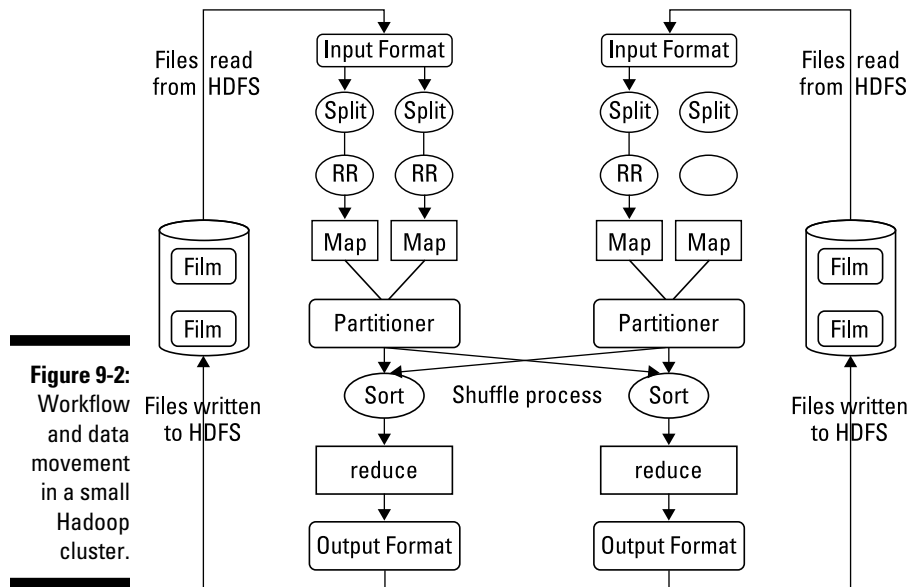 Files read
from HDFS
Input Format
Split
Split
RR
RR
Map
Map
Film
Film
Partitioner
Sort
reduce
Output Format
Files written
to HDFS
Shuffle process
Input Format
Split
Split
RR
Map
Map
Partitioner
Sort
reduce
Output Format
Files read
from HDFS
Film
Film
Files written
to HDFS
Figure 9-2:
Workflow
and data
movement
in a small
Hadoop
cluster.